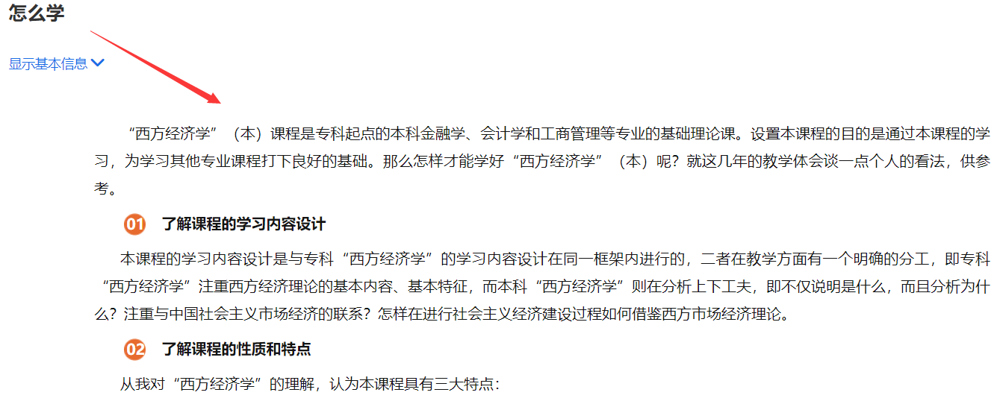 怎么学
显示基本信息
“西方经济学”（本）课程是专科起点的本科金融学、会计学和工商管理等专业的基础理论课。设置本课程的目的是通过本课程的学
习，为学习其他专业课程打下良好的基础。那么怎样才能学好“西方经济学”（本）呢？就这几年的教学体会谈一点个人的看法，供参
考。
01 了解课程的学习内容设计
本课程的学习内容设计是与专科“西方经济学”的学习内容设计在同一框架内进行的，二者在教学方面有一个明确的分工，即专科
“西方经济学”注重西方经济理论的基本内容、基本特征，而本科“西方经济学”则在分析上下工夫，即不仅说明是什么，而且分析为什
么？注重与中国社会主义市场经济的联系？怎样在进行社会主义经济建设过程如何借鉴西方市场经济理论。
02 了解课程的性质和特点
从我对“西方经济学”的理解，认为本课程具有三大特点：